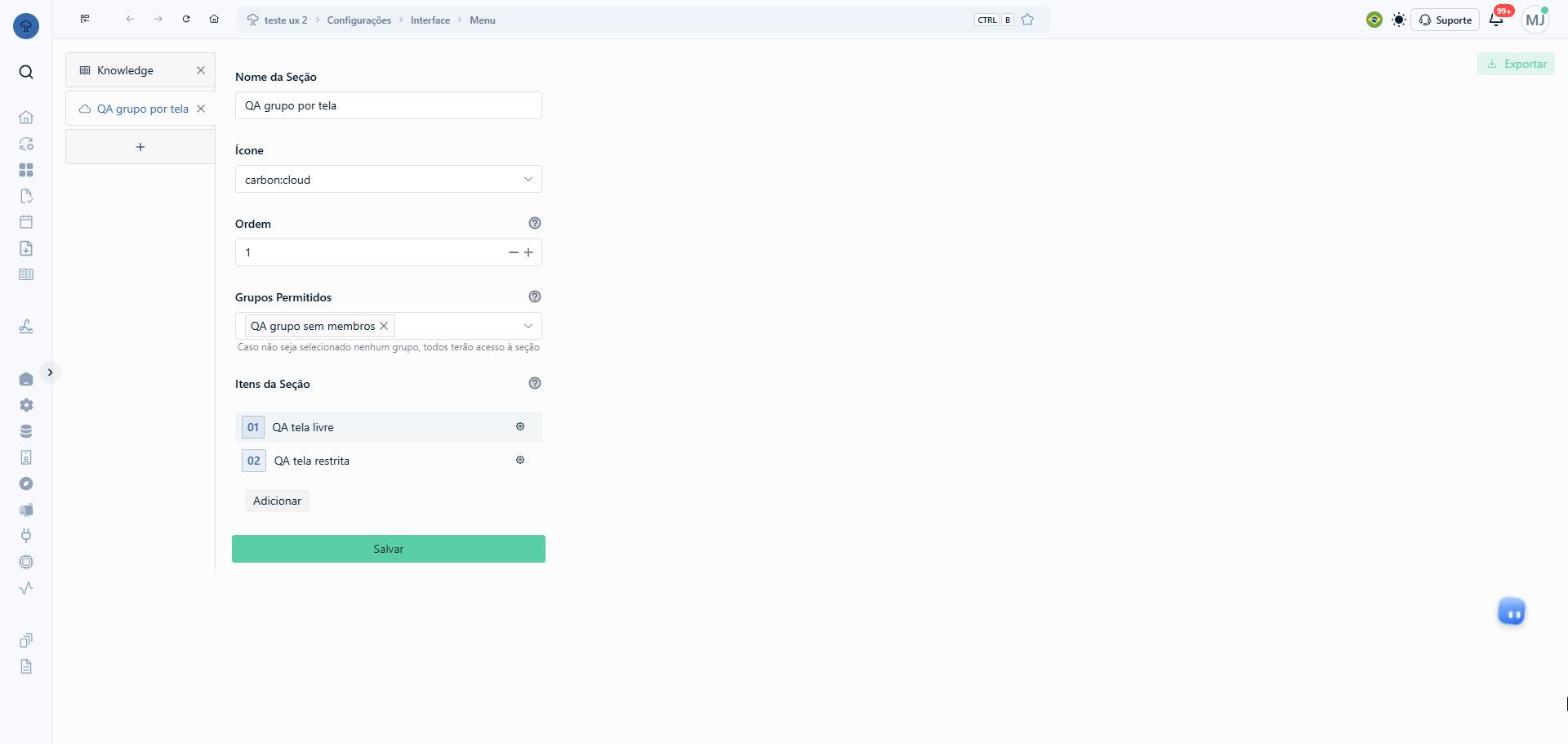 teste ux 2 > Configurações > Interface > Menu
CTRL B
Suporte
99+
MJ
Knowledge
QA grupo por tela
+
Exportar
Nome da Seção
QA grupo por tela
Ícone
carbon:cloud
Ordem
1
Grupos Permitidos
QA grupo sem membros
Caso não seja selecionado nenhum grupo, todos terão acesso à seção
Itens da Seção
01 QA tela livre
02 QA tela restrita
Adicionar
Salvar